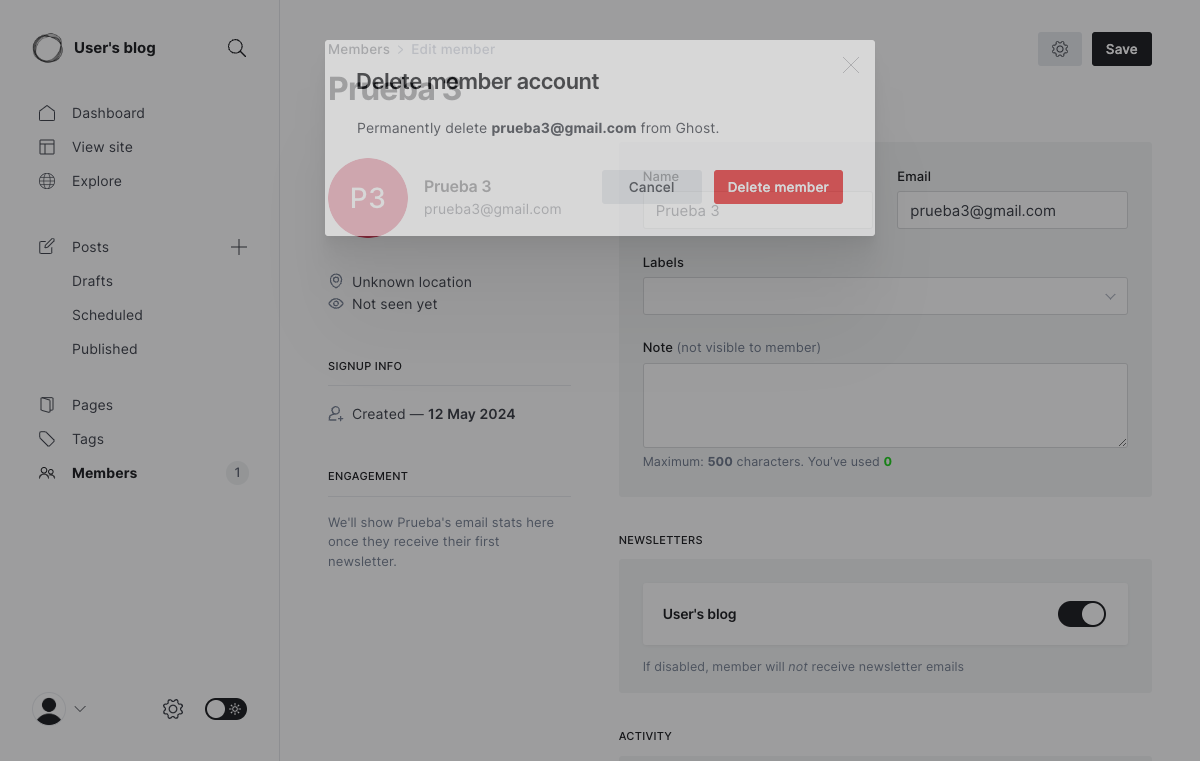 User's blog
Dashboard
View site
Explore
Posts
Drafts
Scheduled
Published
Pages
Tags
Members
1
Members
Edit member
Save
Prueba 3
Delete member account
Permanently delete prueba3@gmail.com from Ghost.
Cancel
Delete member
P3
Prueba 3
prueba3@gmail.com
Unknown location
Not seen yet
SIGNUP INFO
Created — 12 May 2024
ENGAGEMENT
We'll show Prueba's email stats here
once they receive their first
newsletter.
Name
Prueba 3
Email
prueba3@gmail.com
Labels
Note (not visible to member)
Maximum: 500 characters. You've used 0
NEWSLETTERS
User's blog
If disabled, member will not receive newsletter emails
ACTIVITY